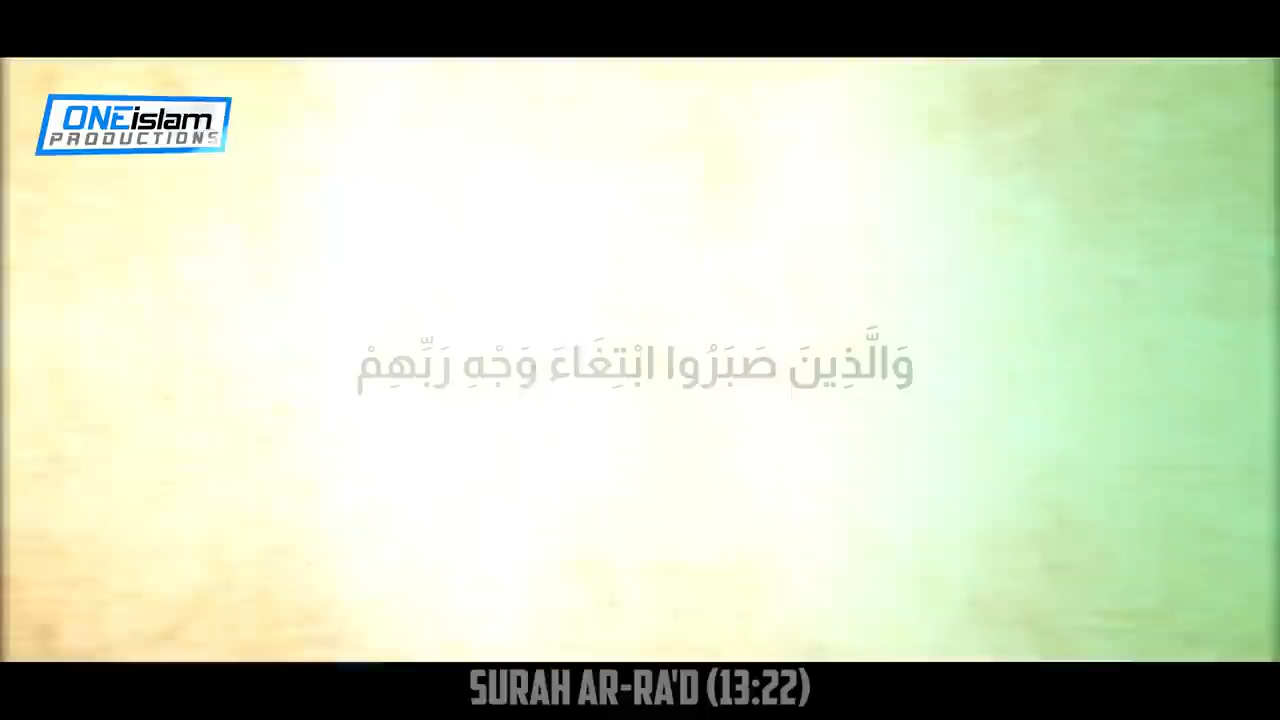 ONEislam
PRODUCTIONS
وَالَّذِينَ صَبَرُوا ابْتِغَاءَ وَجْهِ رَبِّهِمْ
SURAH AR-RA'D (13:22)